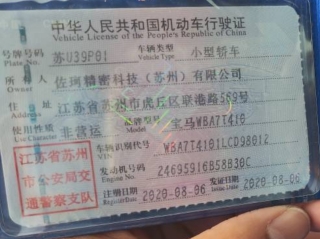 中华人民共和国机动车行驶证
Vehicle License of the People's Republic of China
号牌号码 苏U39P01 车辆类型 小型轿车
Plate No. Vehicle Type
所有人 佐珂精密科技（苏州）有限公司
Owner
住址 江苏省苏州市虎丘区联港路569号
Address
使用性质 非营运 品牌型号 宝马WBA7T410
Use Character Model
车辆识别代号 WBA7T4101LCD98012
VIN
江苏省苏州
市公安局交
通警察支队
发动机号码 24695916B58B30C
Engine No.
注册日期 2020-08-06 发证日期 2020-08-06
Register Date Issue Date